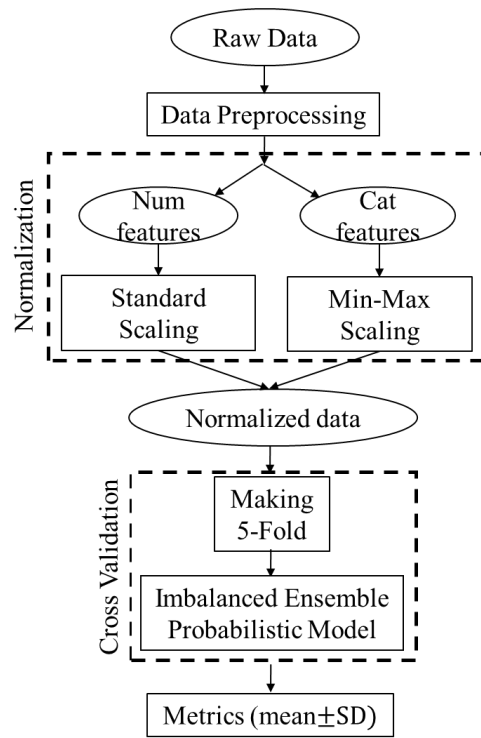 Raw Data
Data Preprocessing
Normalization
Num
features
Cat
features
Standard
Scaling
Min-Max
Scaling
Normalized data
Cross Validation
Making
5-Fold
Imbalanced Ensemble
Probabilistic Model
Metrics (mean±SD)